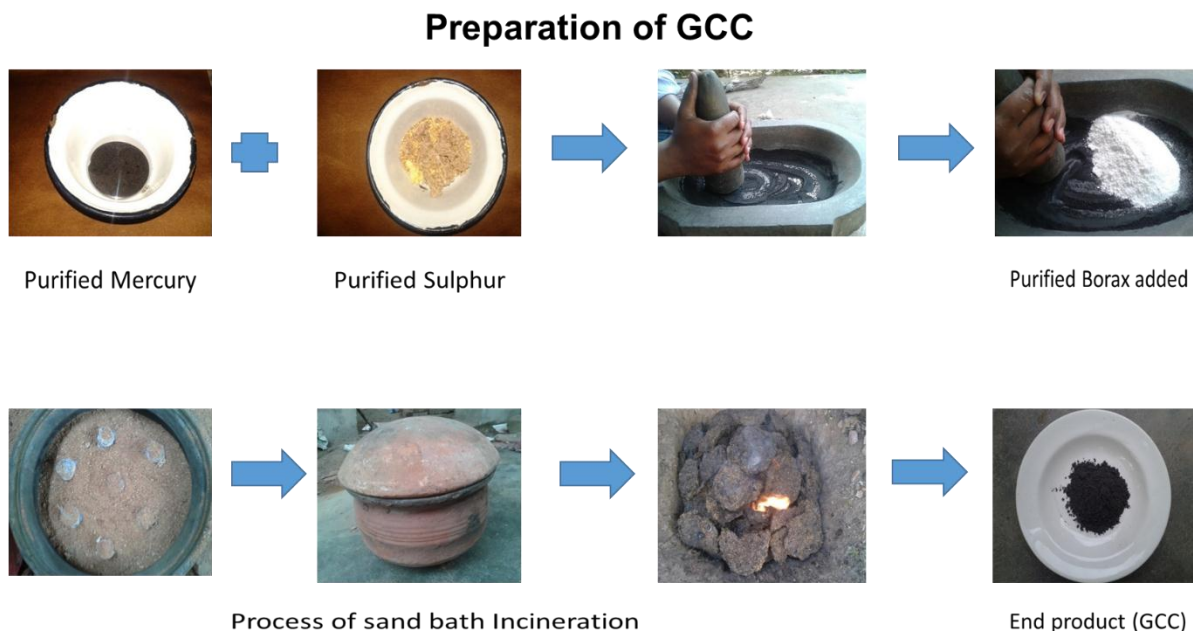 Preparation of GCC
Purified Mercury
Purified Sulphur
Purified Borax added
Process of sand bath Incineration
End product (GCC)